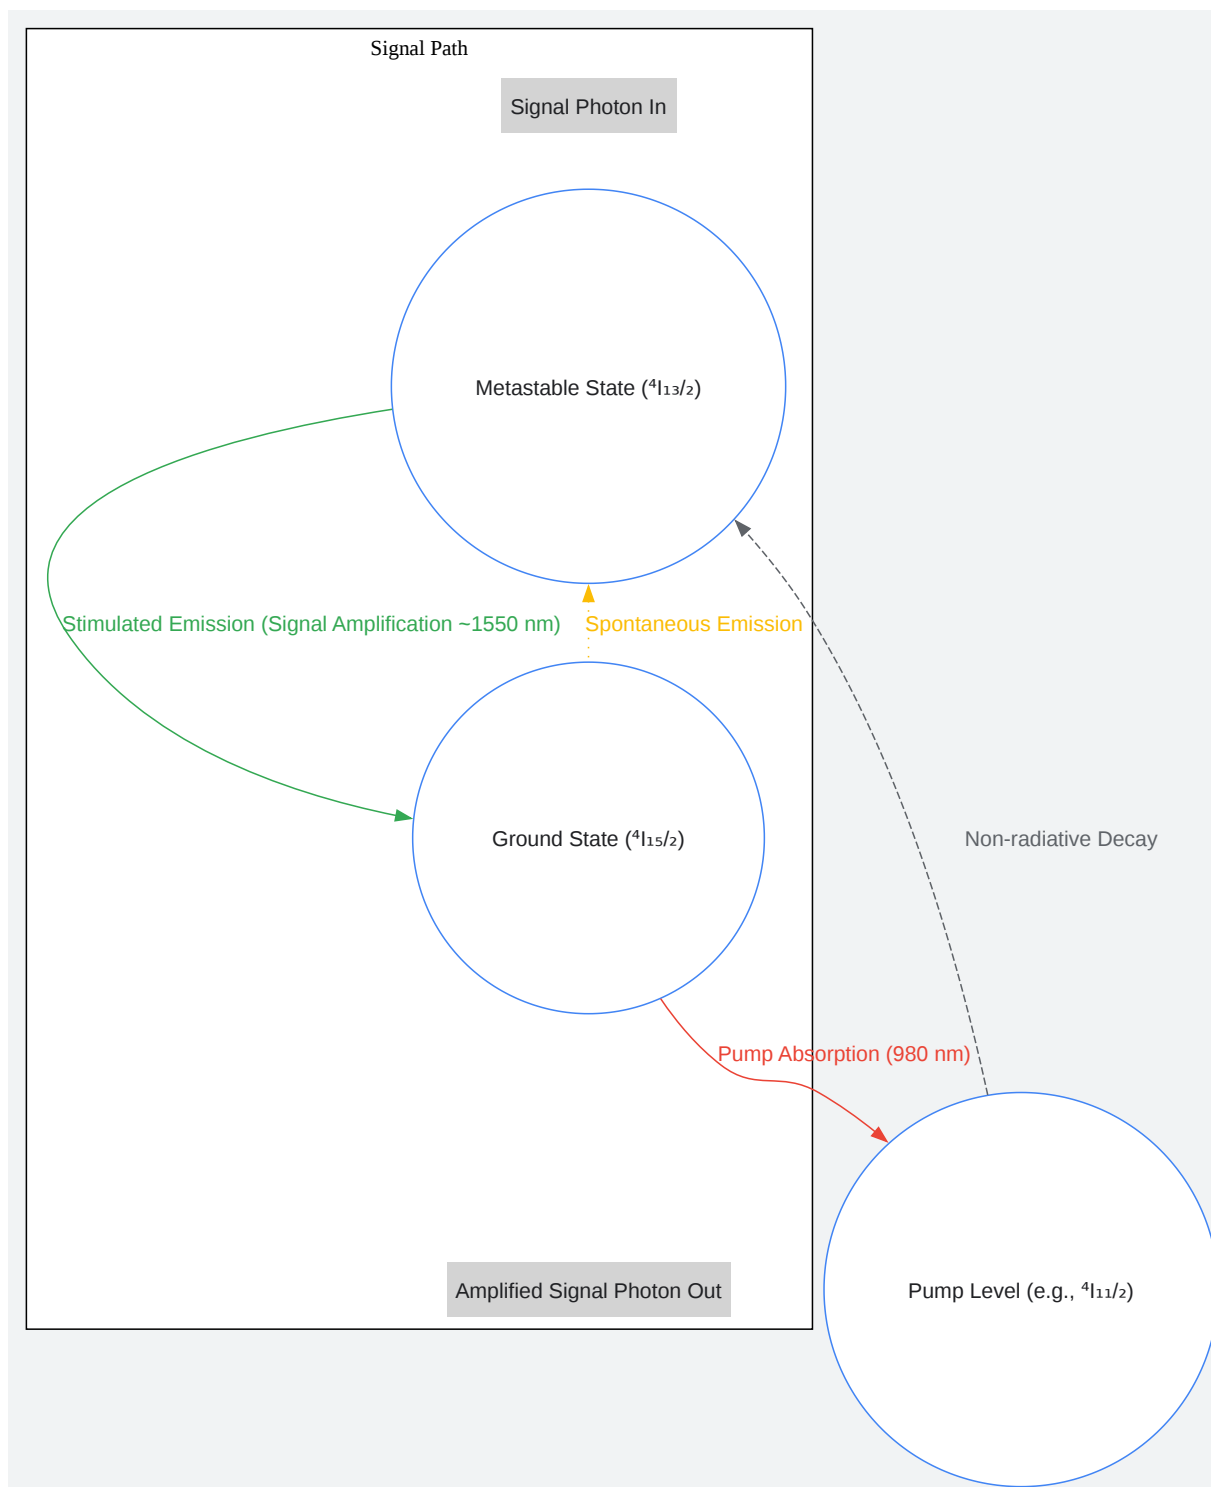 Signal Path
Signal Photon In
Metastable State (⁴I₁₃/₂)
Stimulated Emission (Signal Amplification ~1550 nm)
Spontaneous Emission
Ground State (⁴I₁₅/₂)
Non-radiative Decay
Pump Absorption (980 nm)
Amplified Signal Photon Out
Pump Level (e.g., ⁴I₁₁/₂)